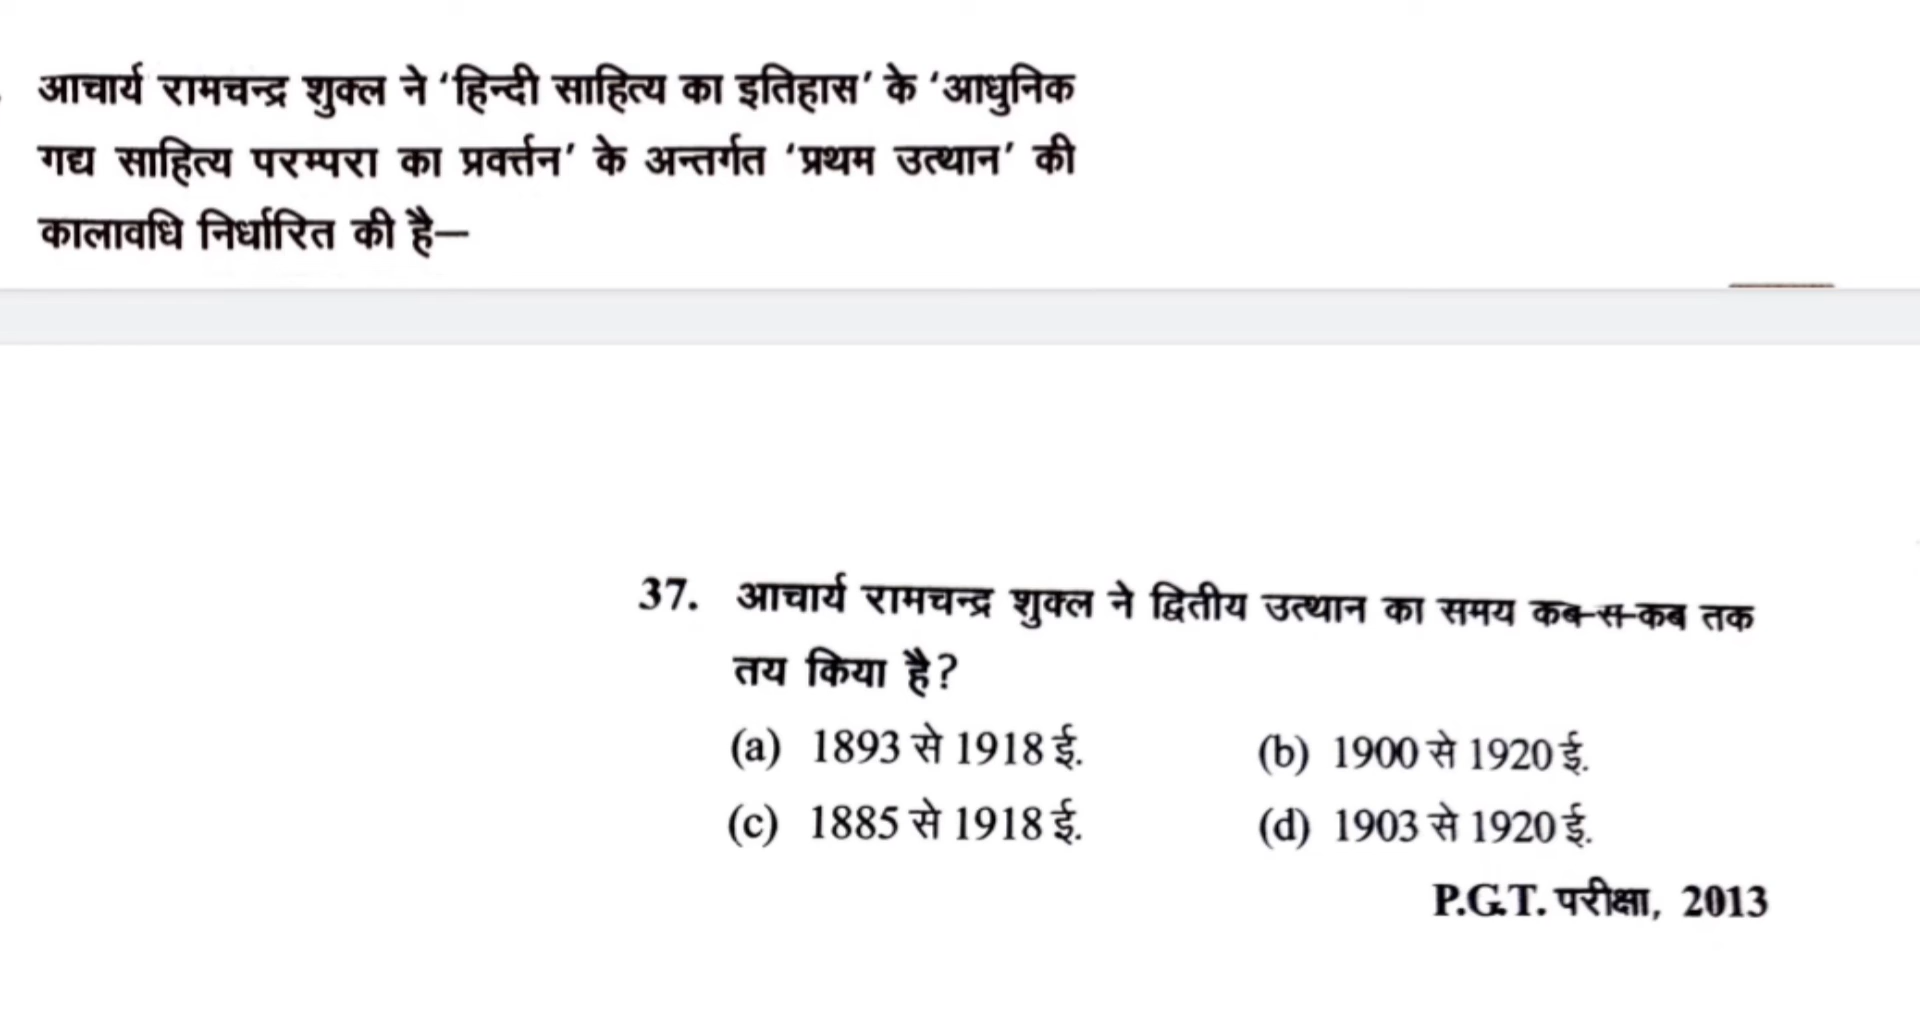 आचार्य रामचन्द्र शुक्ल ने ‘हिन्दी साहित्य का इतिहास’ के ‘आधुनिक
गद्य साहित्य परम्परा का प्रवर्त्तन’ के अन्तर्गत ‘प्रथम उत्थान’ की
कालावधि निर्धारित की है—
37. आचार्य रामचन्द्र शुक्ल ने द्वितीय उत्थान का समय कब-स-कब तक
तय किया है?
(a) 1893 से 1918 ई. (b) 1900 से 1920 ई.
(c) 1885 से 1918 ई. (d) 1903 से 1920 ई.
P.G.T. परीक्षा, 2013